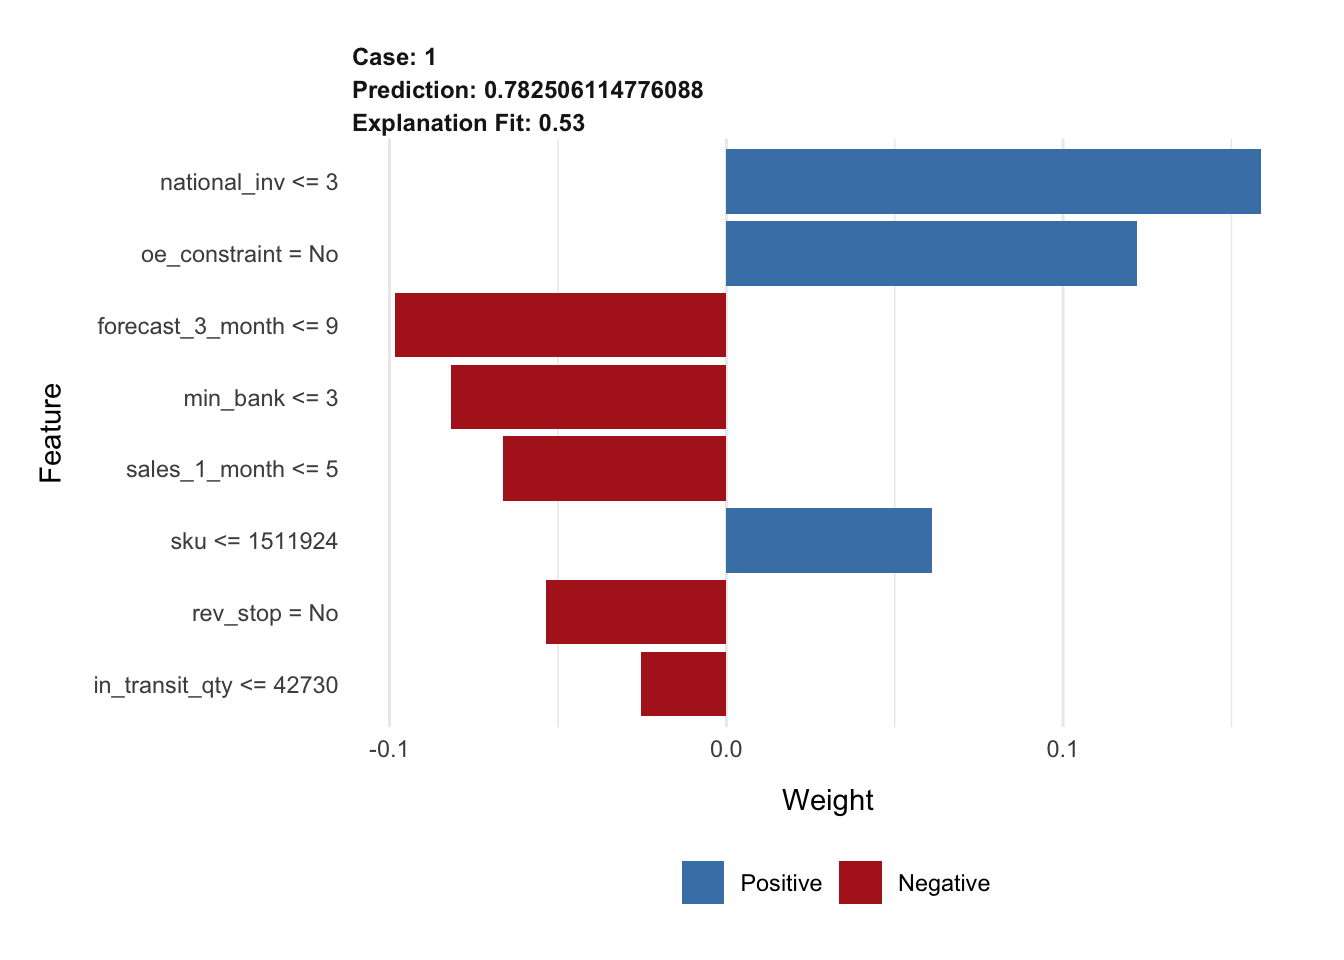 Case: 1
Prediction: 0.782506114776088
Explanation Fit: 0.53
national_inv <= 3
oe_constraint = No
forecast_3_month <= 9
min_bank <= 3
sales_1_month <= 5
sku <= 1511924
rev_stop = No
in_transit_qty <= 42730
Feature
-0.1 0.0 0.1
Weight
Positive Negative